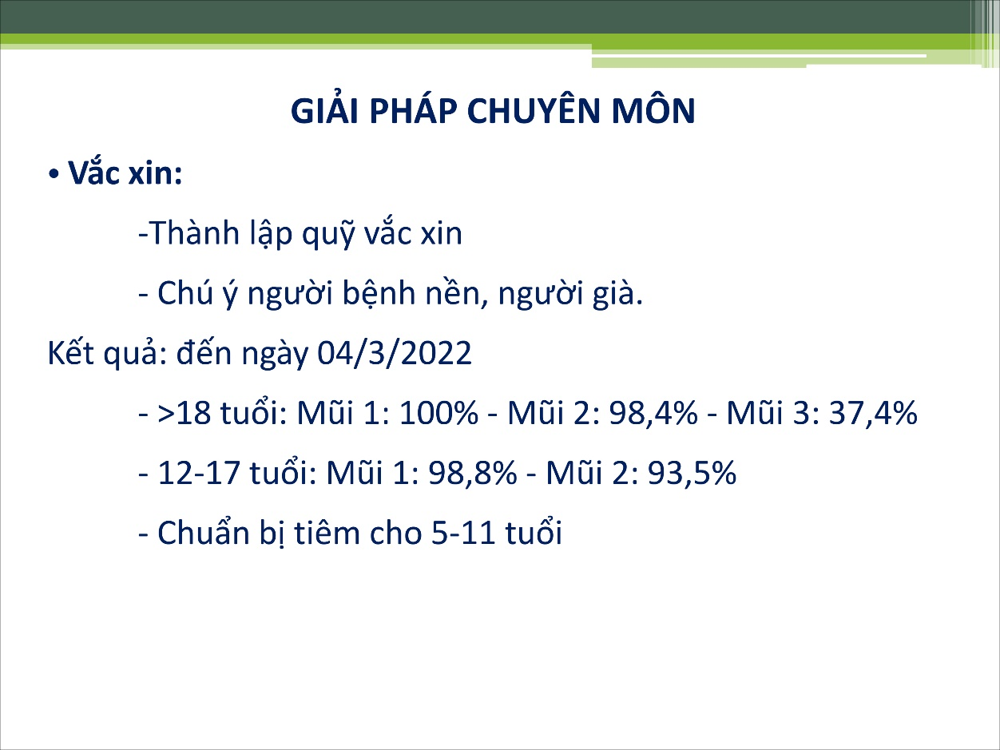 GIẢI PHÁP CHUYÊN MÔN
• Vắc xin:
-Thành lập quỹ vắc xin
- Chú ý người bệnh nền, người già.
Kết quả: đến ngày 04/3/2022
- >18 tuổi: Mũi 1: 100% - Mũi 2: 98,4% - Mũi 3: 37,4%
- 12-17 tuổi: Mũi 1: 98,8% - Mũi 2: 93,5%
- Chuẩn bị tiêm cho 5-11 tuổi